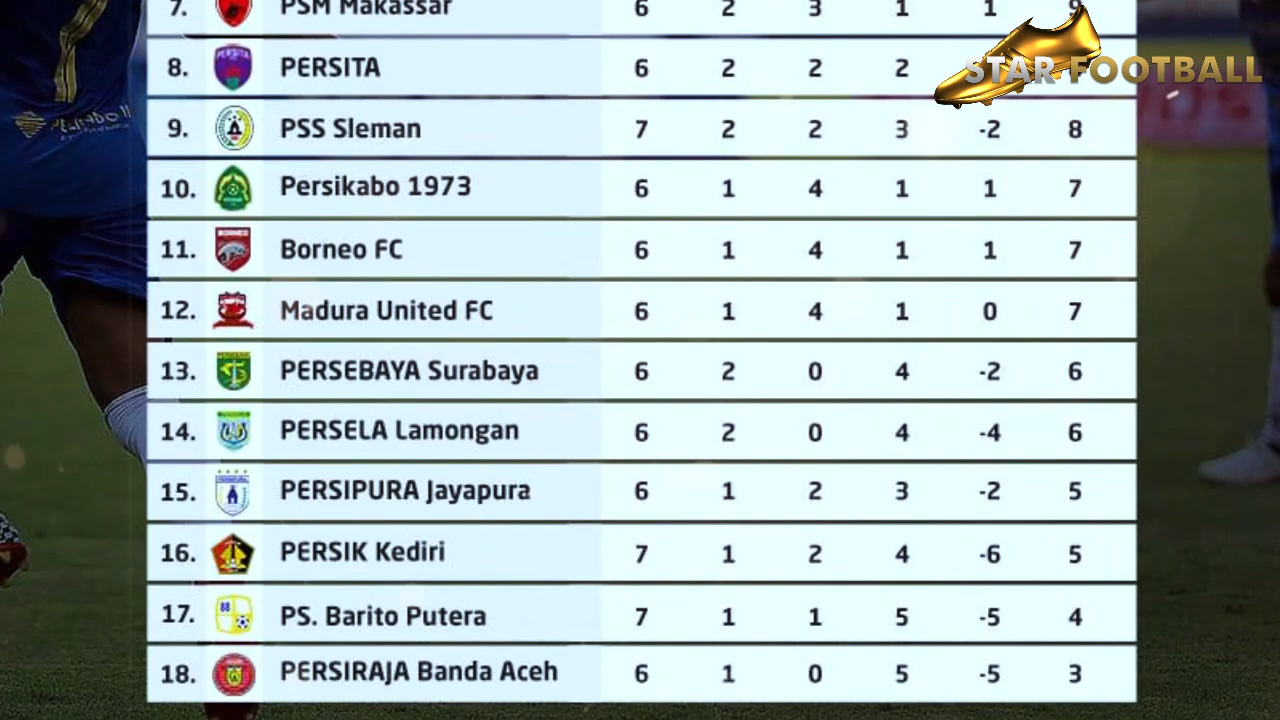 7. PSM Makassar 6 2 3 1 1 9
8. PERSITA 6 2 2 2
STAR FOOTBALL
9. PSS Sleman 7 2 2 3 -2 8
10. Persikabo 1973 6 1 4 1 1 7
11. Borneo FC 6 1 4 1 1 7
12. Madura United FC 6 1 4 1 0 7
13. PERSEBAYA Surabaya 6 2 0 4 -2 6
14. PERSELA Lamongan 6 2 0 4 -4 6
15. PERSIPURA Jayapura 6 1 2 3 -2 5
16. PERSIK Kediri 7 1 2 4 -6 5
17. PS. Barito Putera 7 1 1 5 -5 4
18. PERSIRAJA Banda Aceh 6 1 0 5 -5 3